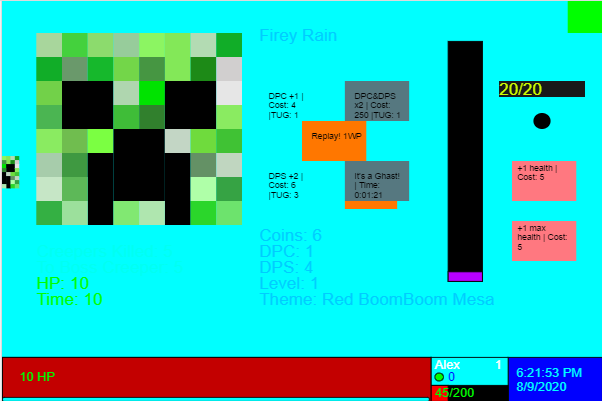 Firey Rain
DPC +1 |
Cost: 4
|TUG: 1
DPC&DPS
x2 | Cost:
250 |TUG: 1
20/20
Replay! 1WP
DPS +2 |
Cost: 6
|TUG: 3
It's a Ghast!
| Time:
0:01:21
+1 health |
Cost: 5
+1 max
health | Cost:
5
Coins: 6
DPC: 1
DPS: 4
Level: 1
Theme: Red BoomBoom Mesa
HP: 10
Time: 10
10 HP
Alex 1
0
45/200
6:21:53 PM
8/9/2020